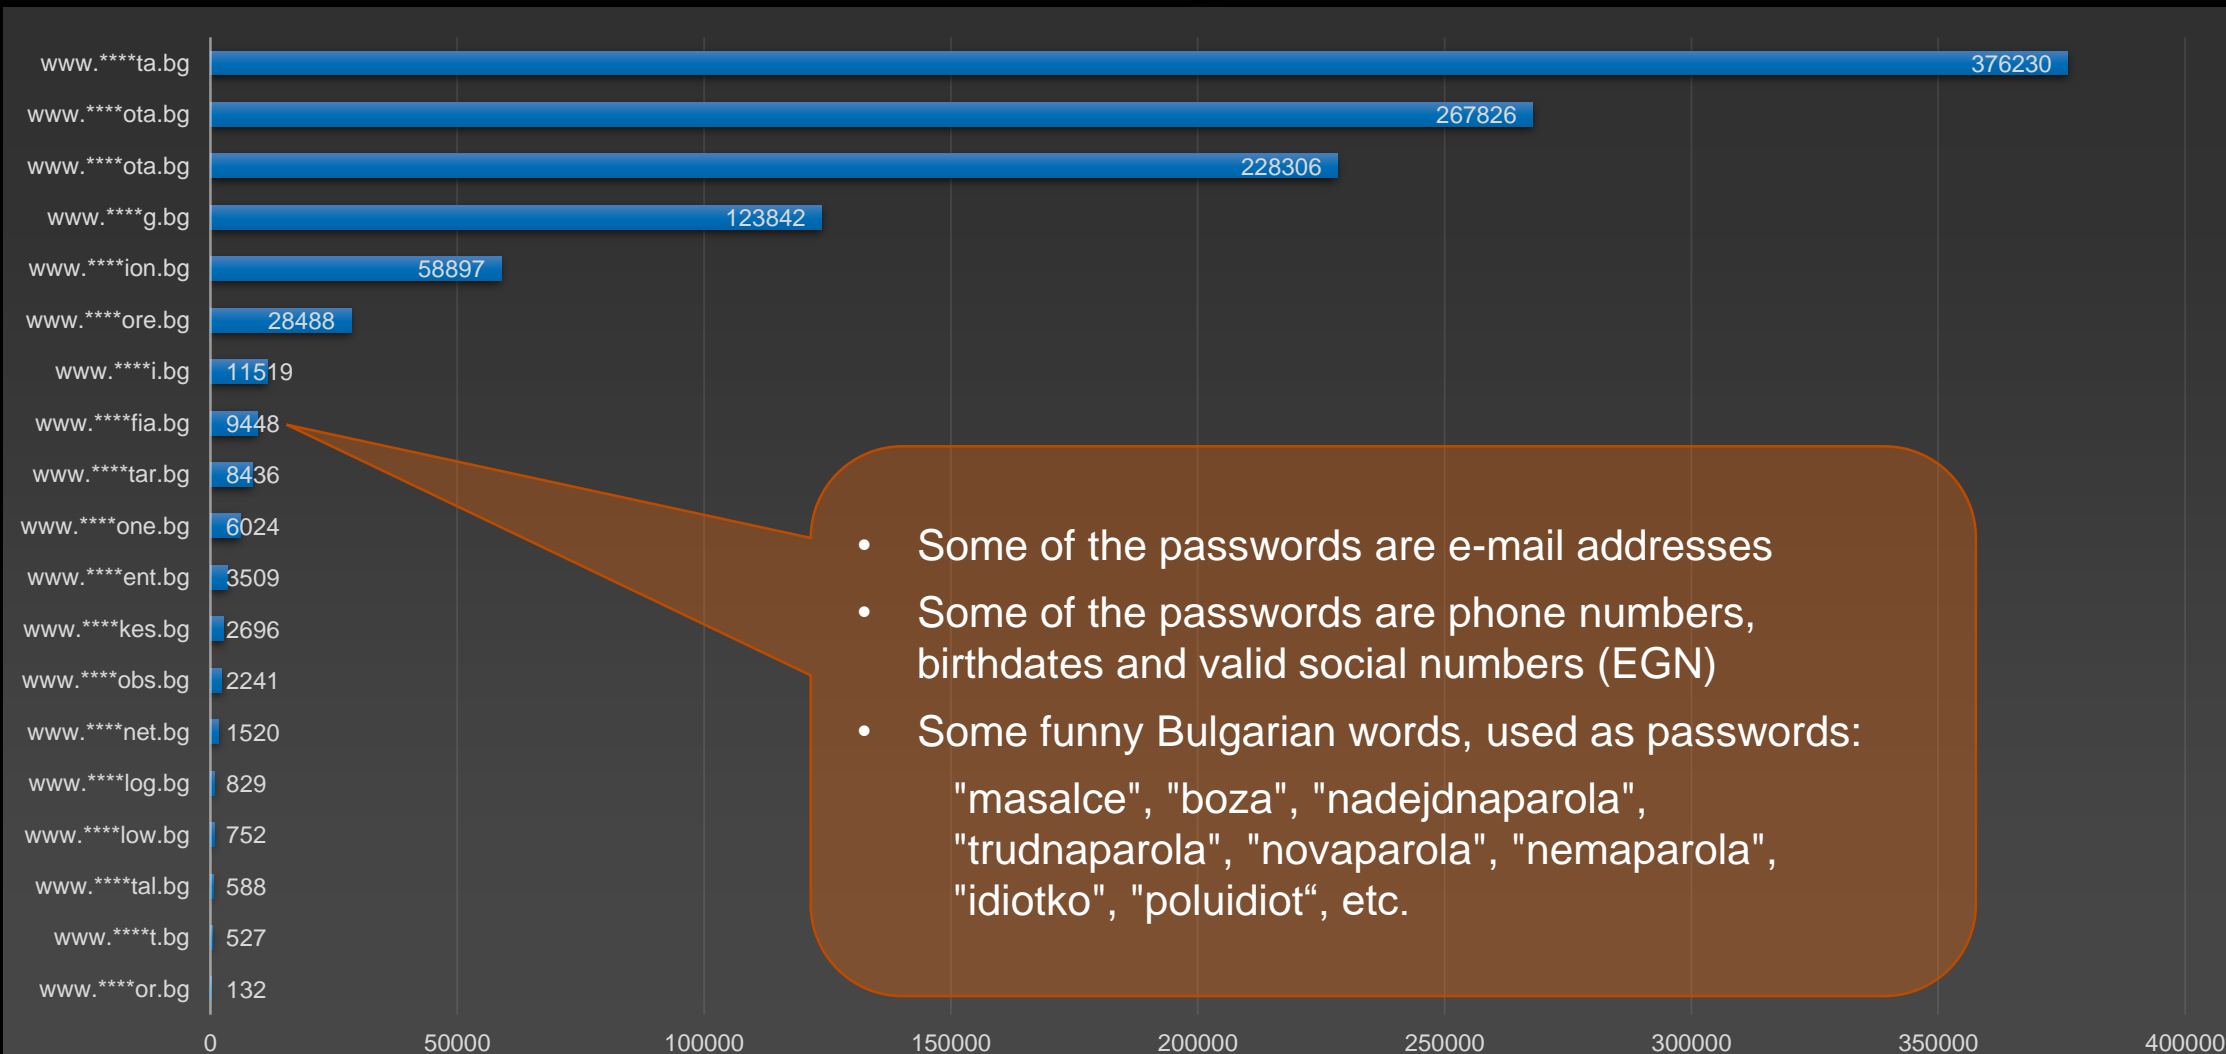 www.****ta.bg 376230
www.****ota.bg 267826
www.****ota.bg 228306
www.****g.bg 123842
www.****ion.bg 58897
www.****ore.bg 28488
www.****i.bg 11519
www.****fia.bg 9448
www.****tar.bg 8436
www.****one.bg 6024
www.****ent.bg 3509
www.****kes.bg 2696
www.****obs.bg 2241
www.****net.bg 1520
www.****log.bg 829
www.****low.bg 752
www.****tal.bg 588
www.****t.bg 527
www.****or.bg 132
0 50000 100000 150000 200000 250000 300000 350000 400000
• Some of the passwords are e-mail addresses
• Some of the passwords are phone numbers,
birthdates and valid social numbers (EGN)
• Some funny Bulgarian words, used as passwords:
"masalce", "boza", "nadejdnaparola",
"trudnaparola", "novaparola", "nemaparola",
"idiotko", "poluidiot“, etc.